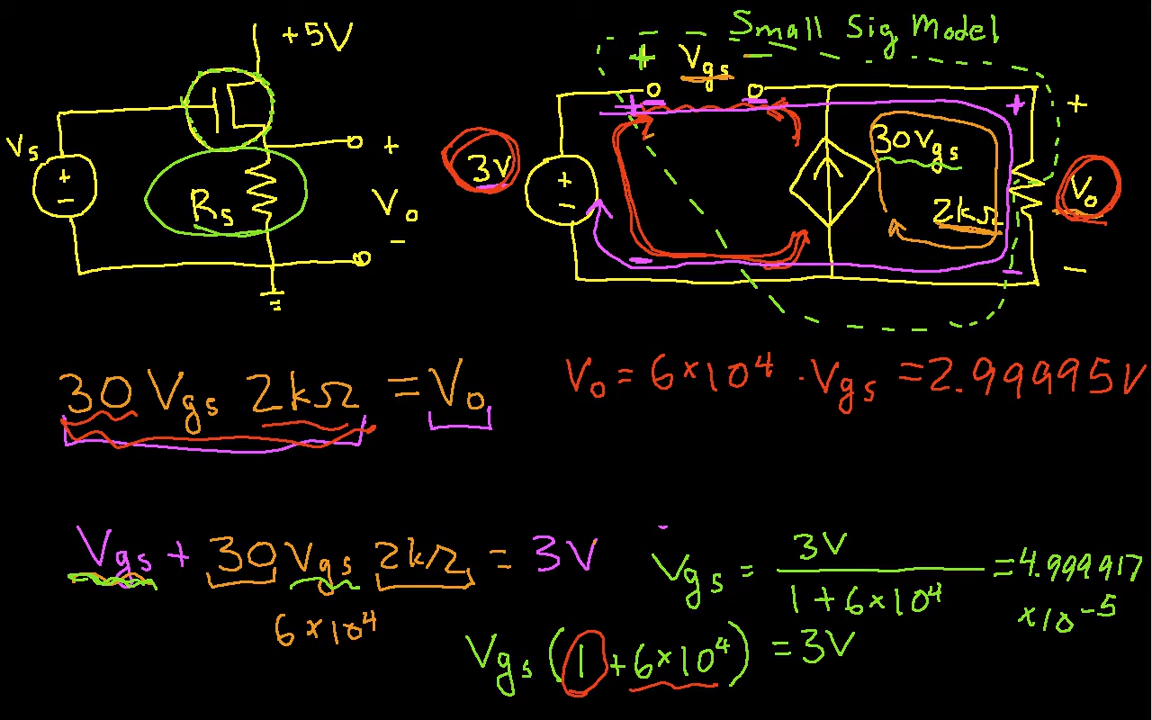 Small Sig Model
+5V
+ Vgs −
Vs
+
−
Rs
+
Vo
−
3V
+
−
+
−
30Vgs
2kΩ
+
−
+
Vo
−
30 Vgs 2kΩ = Vo
Vo = 6×10⁴ · Vgs = 2.99995V
Vgs + 30 Vgs 2kΩ = 3V
6×10⁴
Vgs = 3V / 1 + 6×10⁴ = 4.999917 ×10⁻⁵
Vgs (1 + 6×10⁴) = 3V